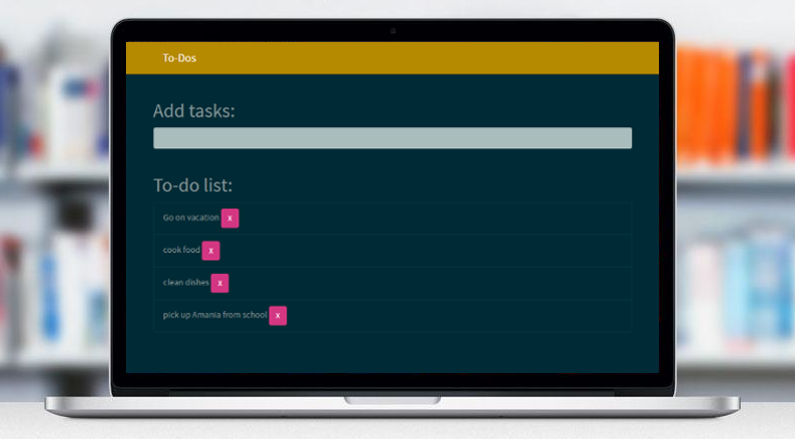 To-Dos
Add tasks:
To-do list:
Go on vacation x
cook food x
clean dishes x
pick up Amania from school x